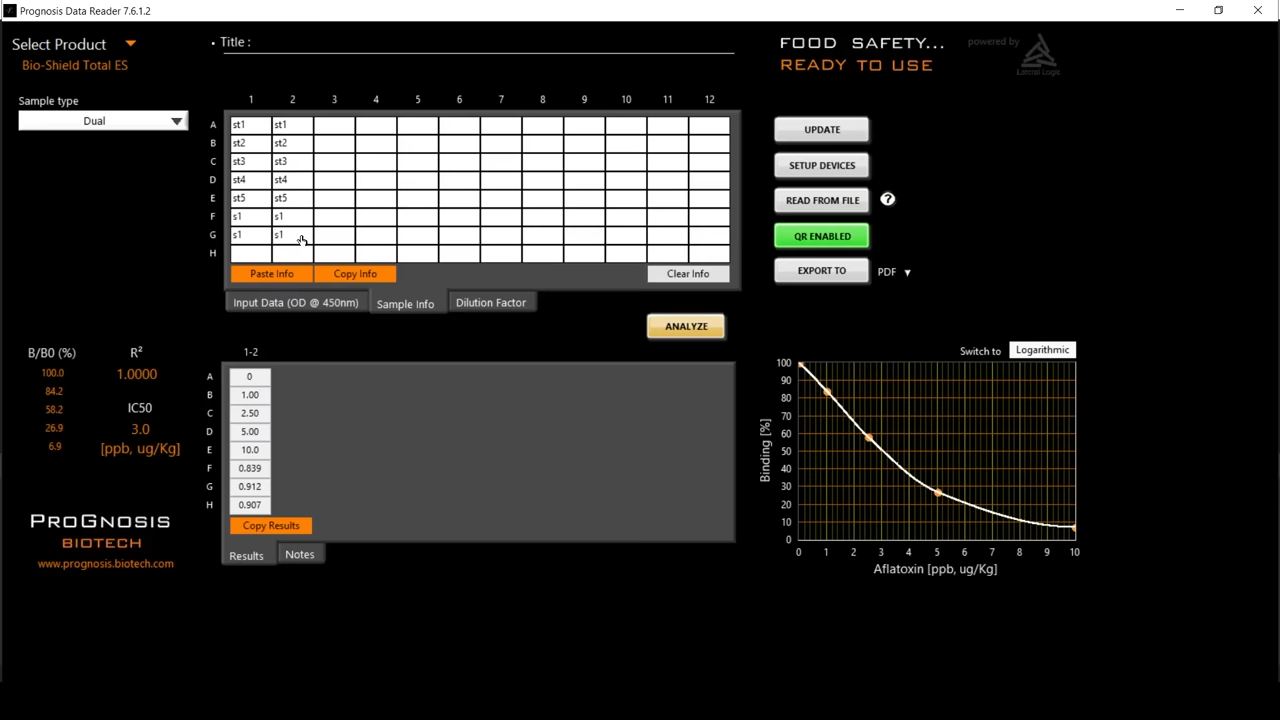 Prognosis Data Reader 7.6.1.2
Select Product
Bio-Shield Total ES
Title :
FOOD SAFETY...
READY TO USE
powered by
Lateral Logic
Sample type
Dual
1 2 3 4 5 6 7 8 9 10 11 12
A st1 st1
B st2 st2
C st3 st3
D st4 st4
E st5 st5
F s1 s1
G s1 s1
H
Paste Info Copy Info Clear Info
Input Data (OD @ 450nm) Sample Info Dilution Factor
UPDATE
SETUP DEVICES
READ FROM FILE ?
QR ENABLED
EXPORT TO PDF
ANALYZE
B/B0 (%)
100.0
84.2
58.2
26.9
6.9
R²
1.0000
IC50
3.0
[ppb, ug/Kg]
1-2
A 0
B 1.00
C 2.50
D 5.00
E 10.0
F 0.839
G 0.912
H 0.907
Copy Results
Results Notes
Switch to Logarithmic
Binding [%]
100
90
80
70
60
50
40
30
20
10
0
0 1 2 3 4 5 6 7 8 9 10
Aflatoxin [ppb, ug/Kg]
PROGNOSIS
BIOTECH
www.prognosis.biotech.com